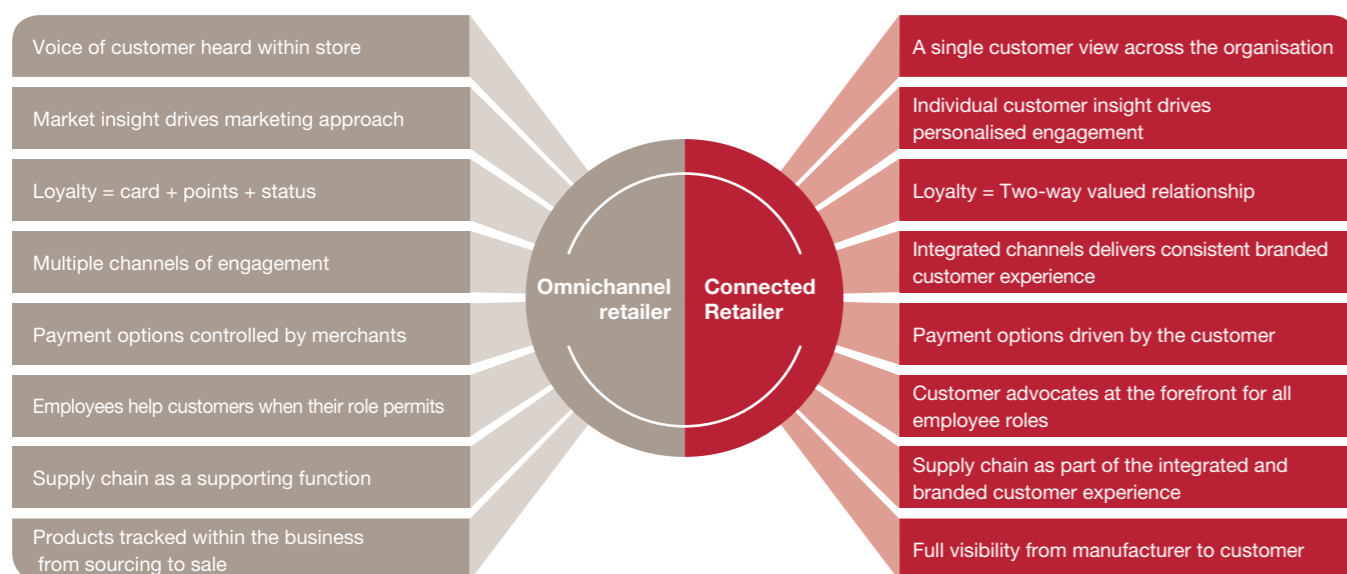 Voice of customer heard within store
Market insight drives marketing approach
Loyalty = card + points + status
Multiple channels of engagement
Payment options controlled by merchants
Employees help customers when their role permits
Supply chain as a supporting function
Products tracked within the business
from sourcing to sale
Omnichannel
retailer
Connected
Retailer
A single customer view across the organisation
Individual customer insight drives
personalised engagement
Loyalty = Two-way valued relationship
Integrated channels delivers consistent branded
customer experience
Payment options driven by the customer
Customer advocates at the forefront for all
employee roles
Supply chain as part of the integrated and
branded customer experience
Full visibility from manufacturer to customer